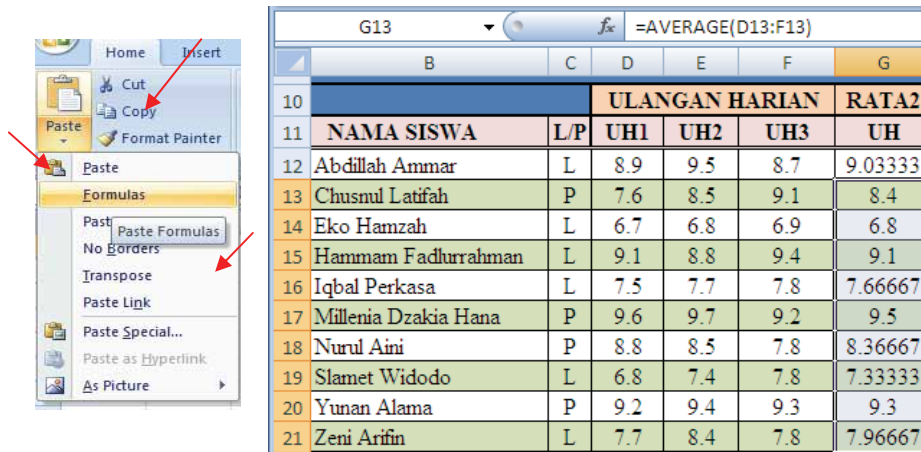 Home Insert
Cut
Copy
Paste
Format Painter
Paste
Formulas
Past
Paste Formulas
No Borders
Transpose
Paste Link
Paste Special...
Paste as Hyperlink
As Picture
G13 fx =AVERAGE(D13:F13)
B C D E F G
10 ULANGAN HARIAN RATA2
11 NAMA SISWA L/P UH1 UH2 UH3 UH
12 Abdillah Ammar L 8.9 9.5 8.7 9.03333
13 Chusnul Latifah P 7.6 8.5 9.1 8.4
14 Eko Hamzah L 6.7 6.8 6.9 6.8
15 Hammam Fadlurrahman L 9.1 8.8 9.4 9.1
16 Iqbal Perkasa L 7.5 7.7 7.8 7.66667
17 Millenia Dzakia Hana P 9.6 9.7 9.2 9.5
18 Nurul Aini P 8.8 8.5 7.8 8.36667
19 Slamet Widodo L 6.8 7.4 7.8 7.33333
20 Yunan Alama P 9.2 9.4 9.3 9.3
21 Zeni Arifin L 7.7 8.4 7.8 7.96667